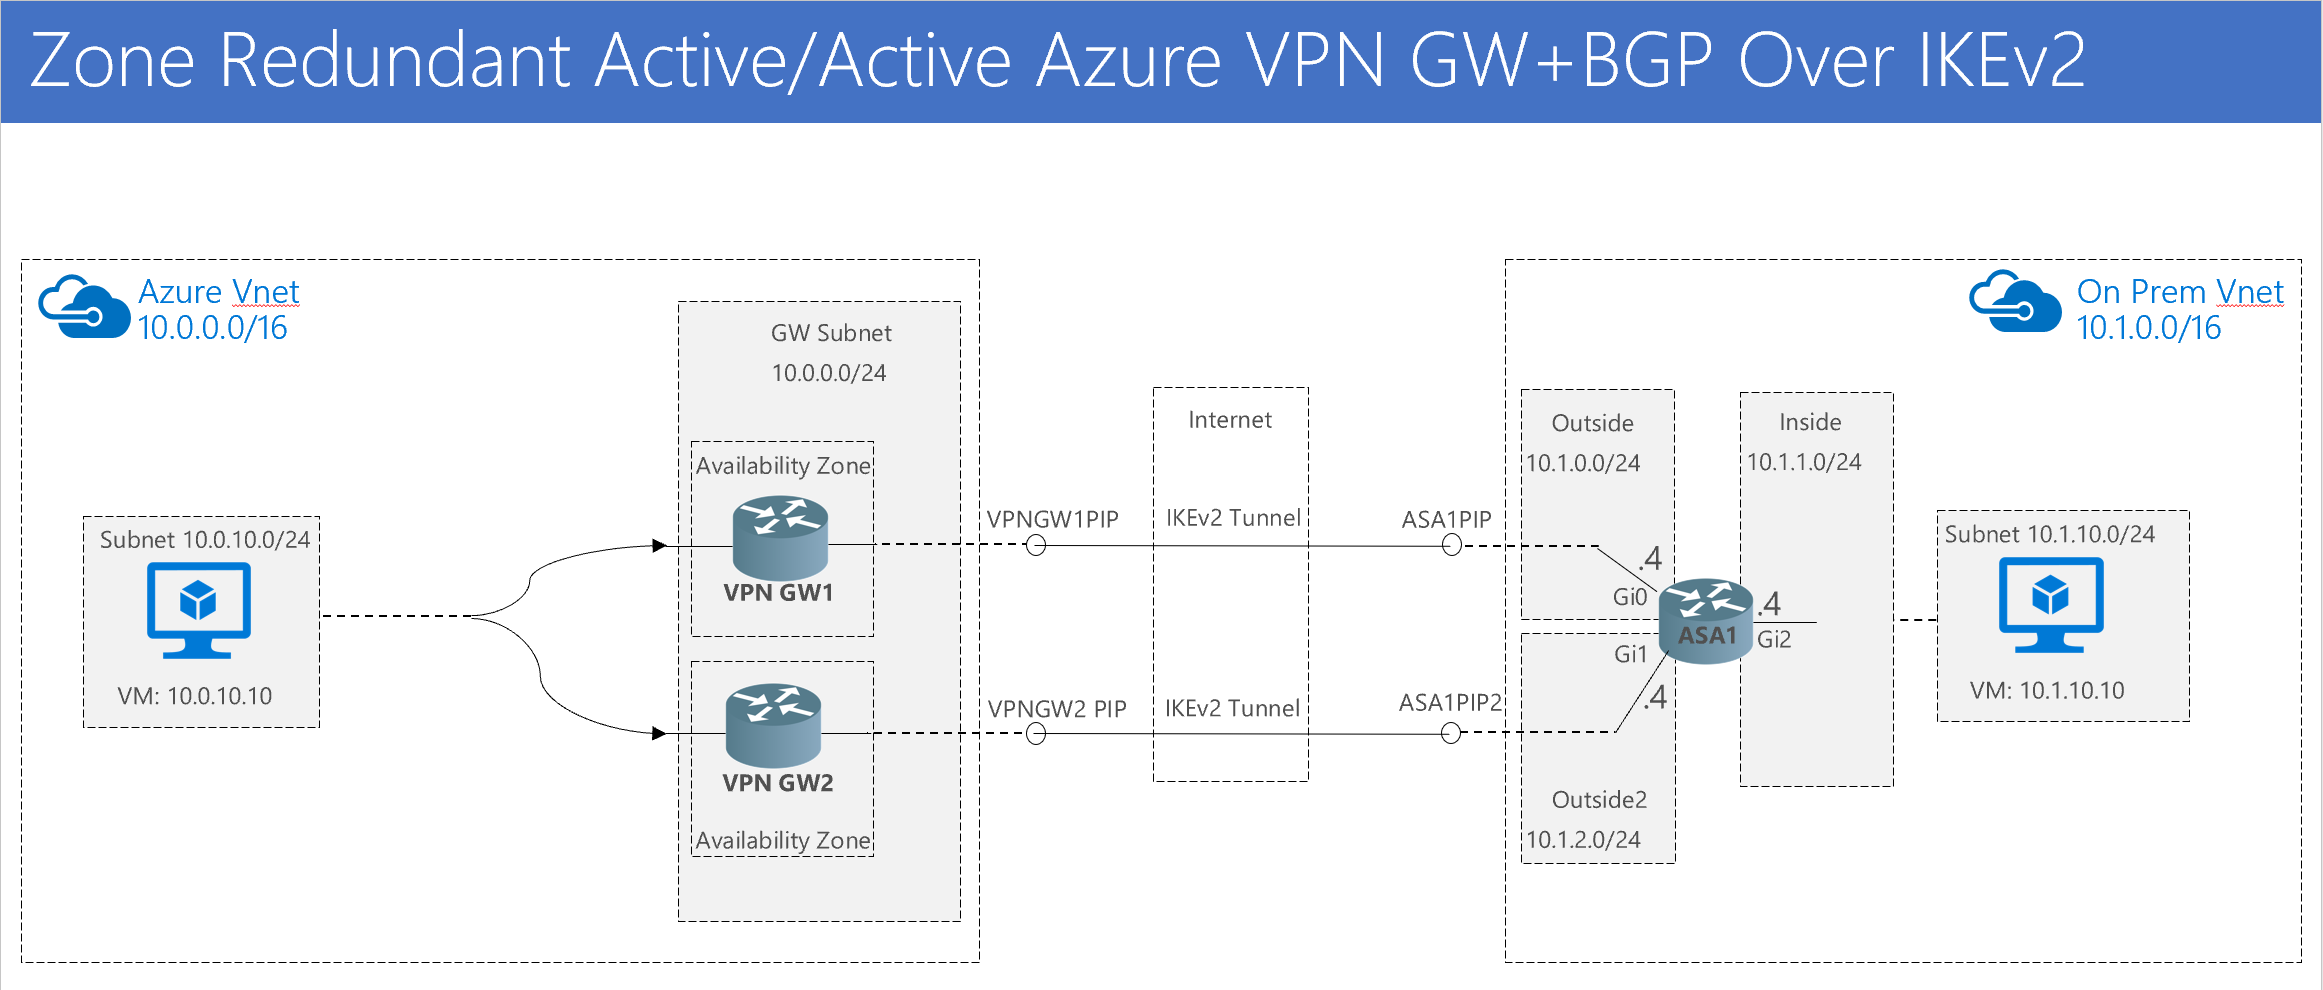 Zone Redundant Active/Active Azure VPN GW+BGP Over IKEv2
Azure Vnet
10.0.0.0/16
GW Subnet
10.0.0.0/24
Availability Zone
VPN GW1
VPN GW2
Availability Zone
Subnet 10.0.10.0/24
VM: 10.0.10.10
VPNGW1PIP
VPNGW2 PIP
Internet
IKEv2 Tunnel
IKEv2 Tunnel
ASA1PIP
ASA1PIP2
On Prem Vnet
10.1.0.0/16
Outside
10.1.0.0/24
.4
Gi0
Gi1
.4
Outside2
10.1.2.0/24
ASA1
Inside
10.1.1.0/24
.4
Gi2
Subnet 10.1.10.0/24
VM: 10.1.10.10